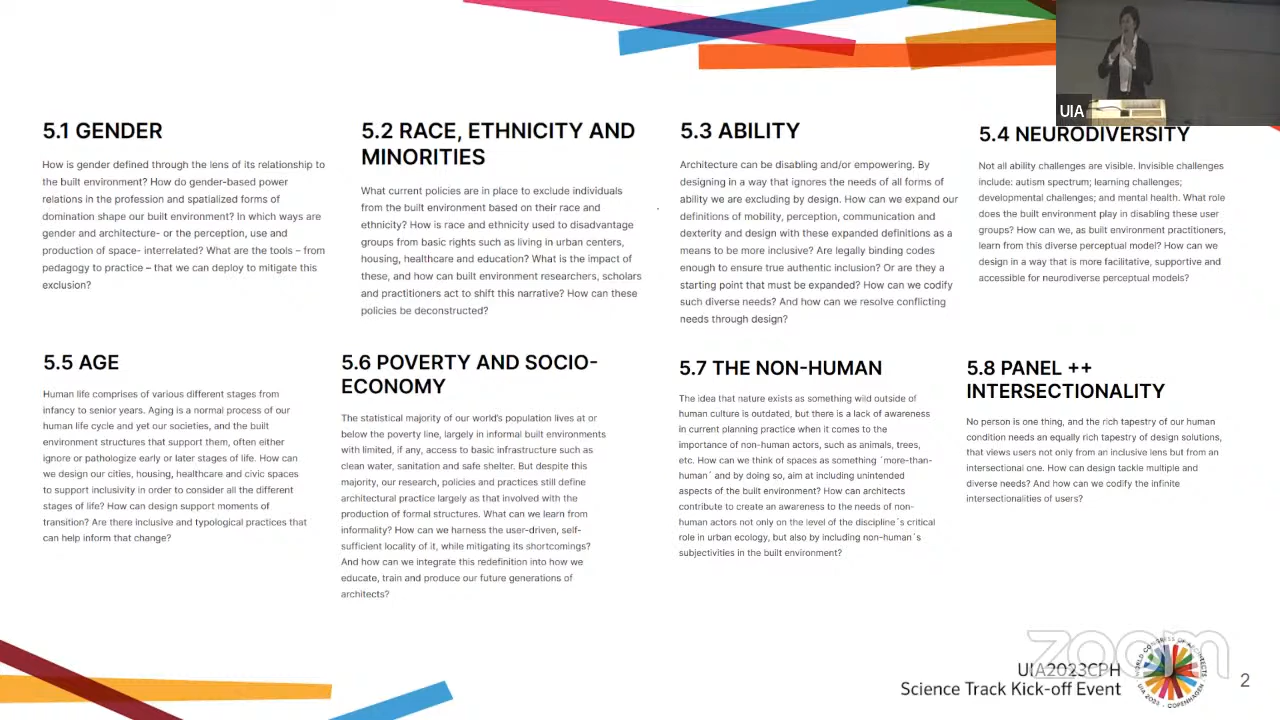 UIA
5.1 GENDER
How is gender defined through the lens of its relationship to
the built environment? How do gender-based power
relations in the profession and spatialized forms of
domination shape our built environment? In which ways are
gender and architecture- or the perception, use and
production of space- interrelated? What are the tools – from
pedagogy to practice – that we can deploy to mitigate this
exclusion?
5.2 RACE, ETHNICITY AND
MINORITIES
What current policies are in place to exclude individuals
from the built environment based on their race and
ethnicity? How is race and ethnicity used to disadvantage
groups from basic rights such as living in urban centers,
housing, healthcare and education? What is the impact of
these, and how can built environment researchers, scholars
and practitioners act to shift this narrative? How can these
policies be deconstructed?
5.3 ABILITY
Architecture can be disabling and/or empowering. By
designing in a way that ignores the needs of all forms of
ability we are excluding by design. How can we expand our
definitions of mobility, perception, communication and
dexterity and design with these expanded definitions as a
means to be more inclusive? Are legally binding codes
enough to ensure true authentic inclusion? Or are they a
starting point that must be expanded? How can we codify
such diverse needs? And how can we resolve conflicting
needs through design?
5.4 NEURODIVERSITY
Not all ability challenges are visible. Invisible challenges
include: autism spectrum; learning challenges;
developmental challenges; and mental health. What role
does the built environment play in disabling these user
groups? How can we, as built environment practitioners,
learn from this diverse perceptual model? How can we
design in a way that is more facilitative, supportive and
accessible for neurodiverse perceptual models?
5.5 AGE
Human life comprises of various different stages from
infancy to senior years. Aging is a normal process of our
human life cycle and yet our societies, and the built
environment structures that support them, often either
ignore or pathologize early or later stages of life. How can
we design our cities, housing, healthcare and civic spaces
to support inclusivity in order to consider all the different
stages of life? How can design support moments of
transition? Are there inclusive and typological practices that
can help inform that change?
5.6 POVERTY AND SOCIO-
ECONOMY
The statistical majority of our world's population lives at or
below the poverty line, largely in informal built environments
with limited, if any, access to basic infrastructure such as
clean water, sanitation and safe shelter. But despite this
majority, our research, policies and practices still define
architectural practice largely as that involved with the
production of formal structures. What can we learn from
informality? How can we harness the user-driven, self-
sufficient locality of it, while mitigating its shortcomings?
And how can we integrate this redefinition into how we
educate, train and produce our future generations of
architects?
5.7 THE NON-HUMAN
The idea that nature exists as something wild outside of
human culture is outdated, but there is a lack of awareness
in current planning practice when it comes to the
importance of non-human actors, such as animals, trees,
etc. How can we think of spaces as something ´more-than-
human´ and by doing so, aim at including unintended
aspects of the built environment? How can architects
contribute to create an awareness to the needs of non-
human actors not only on the level of the discipline´s critical
role in urban ecology, but also by including non-human´s
subjectivities in the built environment?
5.8 PANEL ++
INTERSECTIONALITY
No person is one thing, and the rich tapestry of our human
condition needs an equally rich tapestry of design solutions,
that views users not only from an inclusive lens but from an
intersectional one. How can design tackle multiple and
diverse needs? And how can we codify the infinite
intersectionalities of users?
zoom
UIA2023CPH
Science Track Kick-off Event
WORLD CONGRESS OF ARCHITECTS
UIA 2023 - COPENHAGEN
2